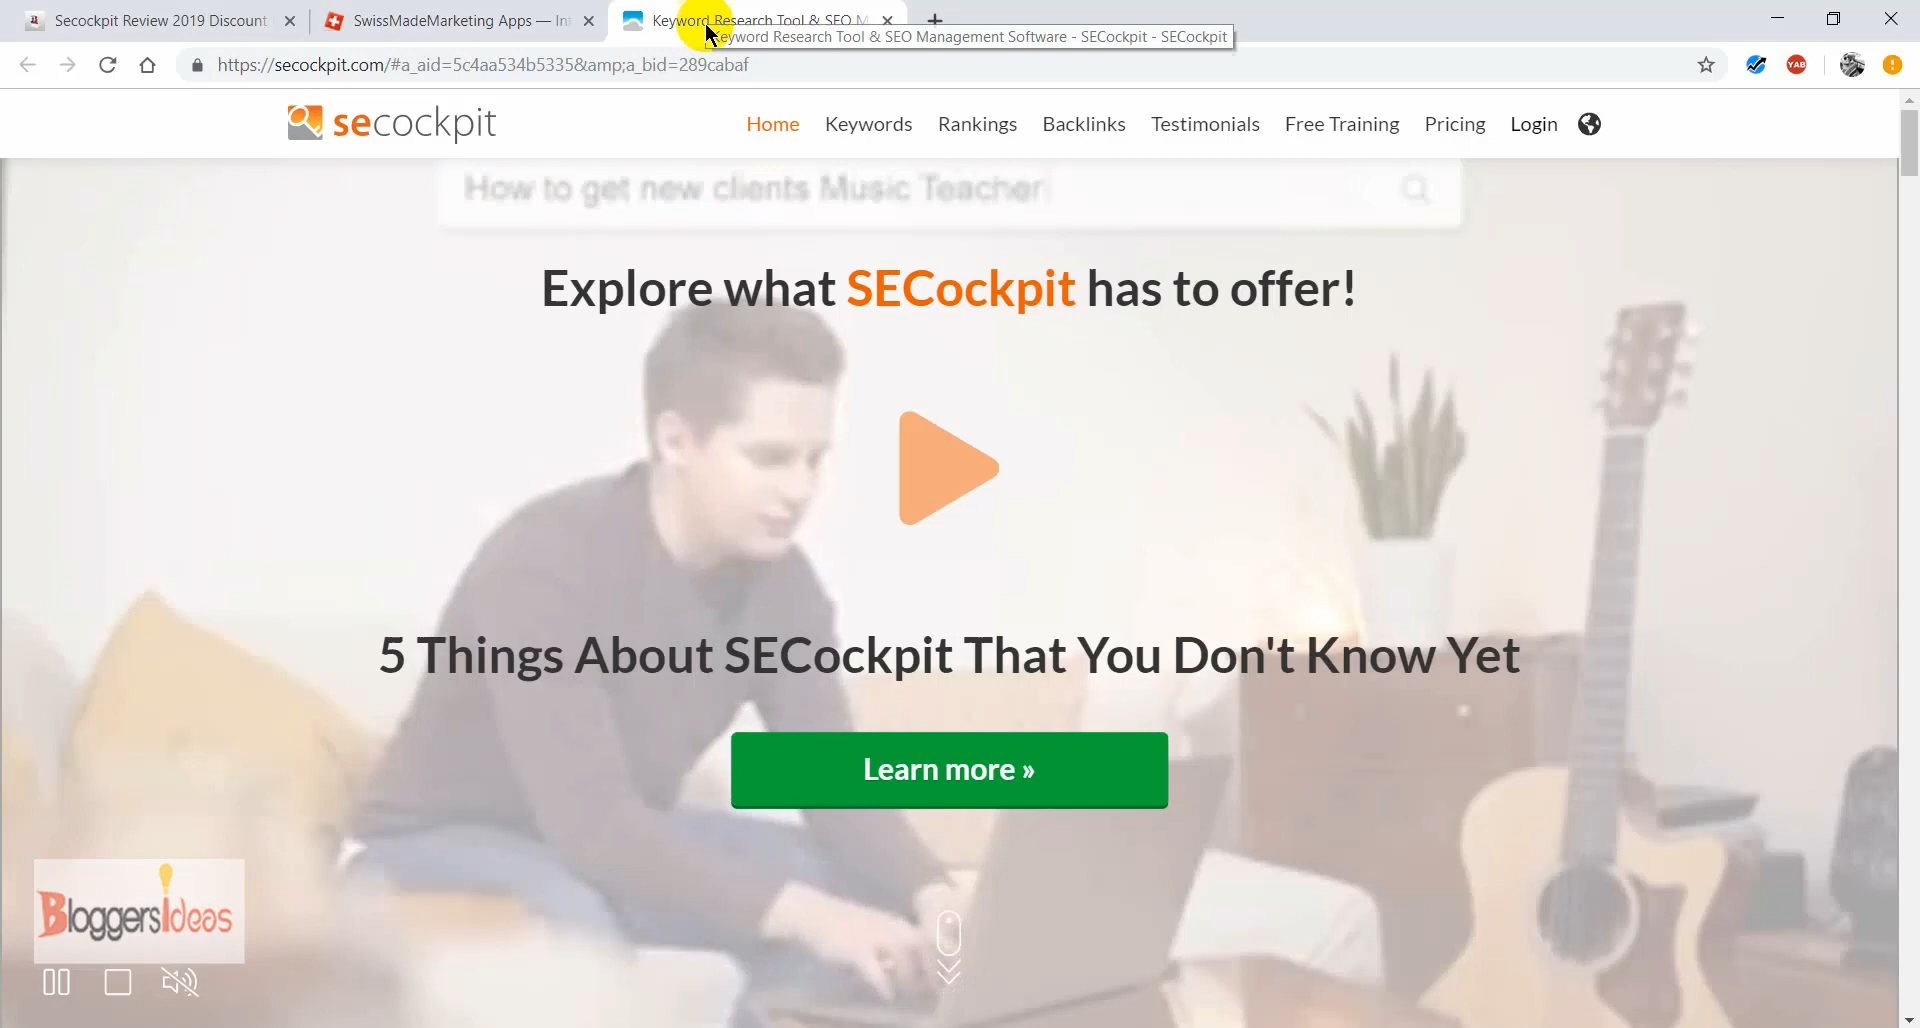 Secockpit Review 2019 Discount
SwissMadeMarketing Apps — In
Keyword Research Tool & SEO M
Keyword Research Tool & SEO Management Software - SECockpit - SECockpit
https://secockpit.com/#a_aid=5c4aa534b5335&amp;a_bid=289cabaf
YAB
secockpit
Home
Keywords
Rankings
Backlinks
Testimonials
Free Training
Pricing
Login
How to get new clients Music Teacher
Explore what SECockpit has to offer!
5 Things About SECockpit That You Don't Know Yet
Learn more »
BloggersIdeas